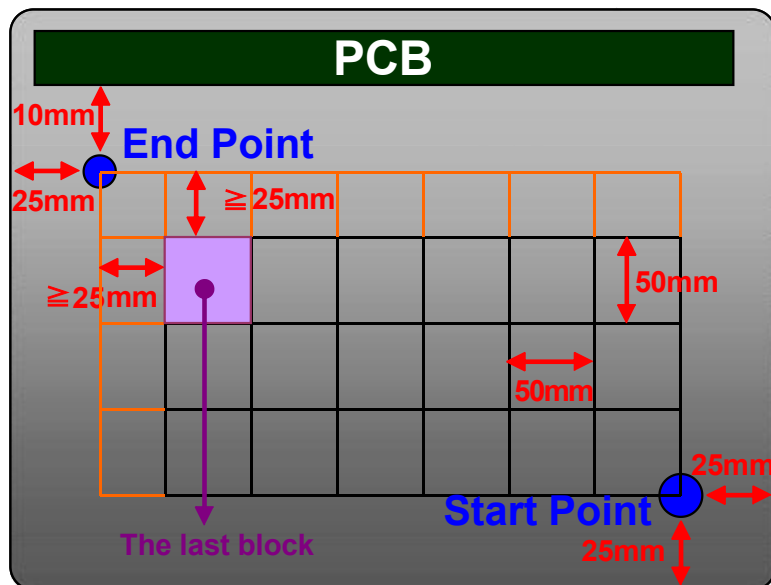 PCB
10mm
End Point
25mm
≧25mm
≧25mm
50mm
50mm
25mm
Start Point
25mm
The last block